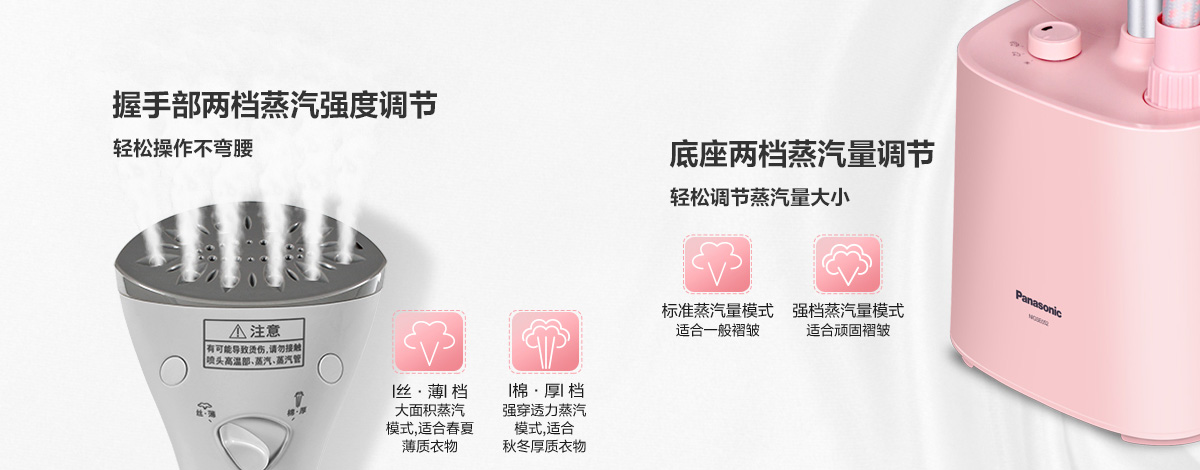 握手部两档蒸汽强度调节
轻松操作不弯腰
注意
有可能导致烫伤,请勿接触
喷头高温部、蒸汽、蒸汽管
丝·薄
棉·厚
|丝·薄| 档
大面积蒸汽
模式,适合春夏
薄质衣物
|棉·厚| 档
强穿透力蒸汽
模式,适合
秋冬厚质衣物
底座两档蒸汽量调节
轻松调节蒸汽量大小
标准蒸汽量模式
适合一般褶皱
强档蒸汽量模式
适合顽固褶皱
Panasonic